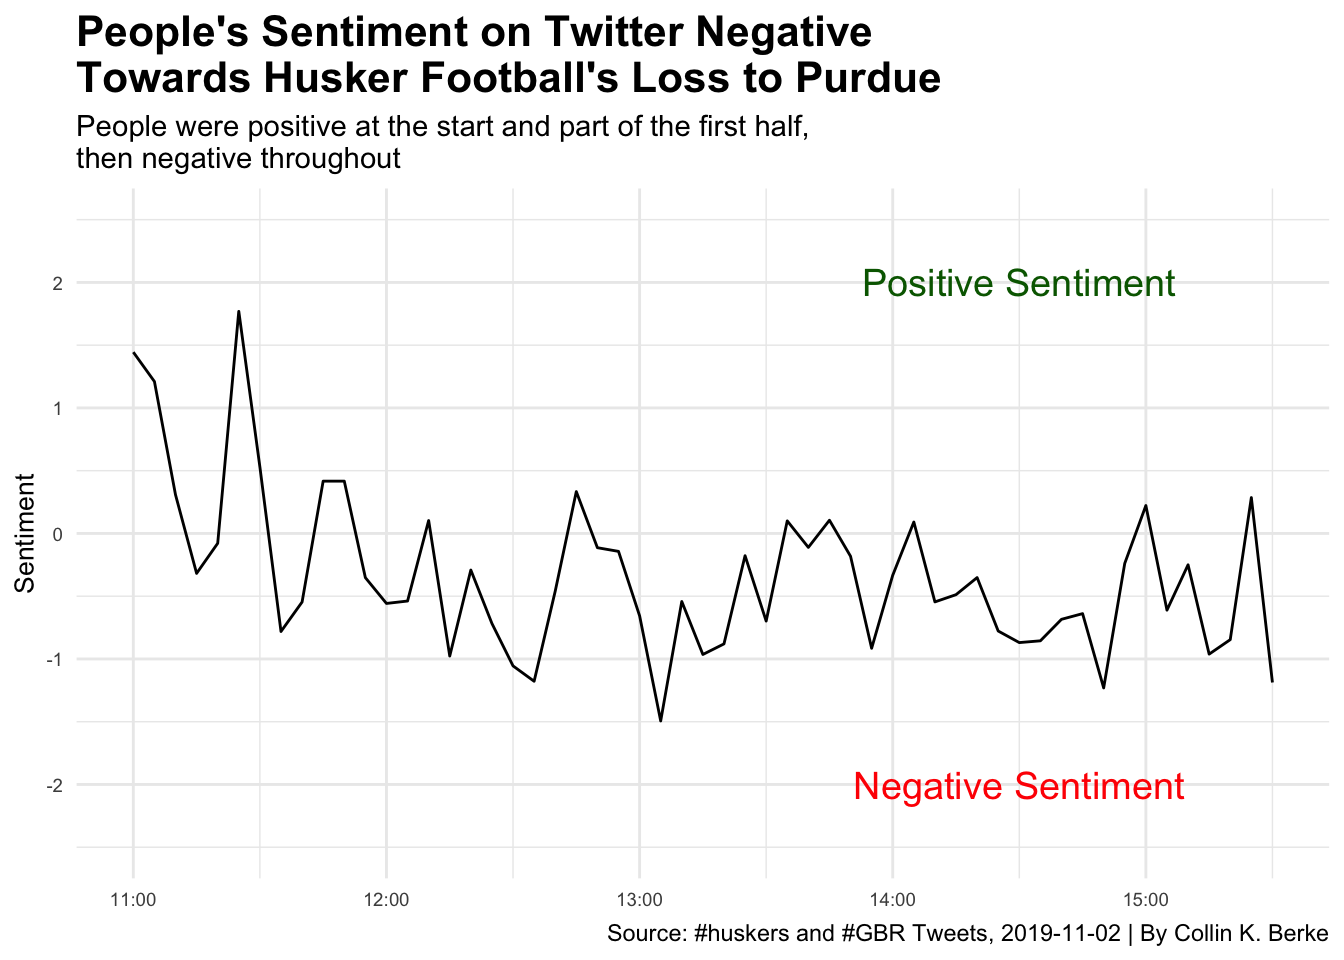 People's Sentiment on Twitter Negative
Towards Husker Football's Loss to Purdue
People were positive at the start and part of the first half,
then negative throughout
Sentiment
2
1
0
-1
-2
Positive Sentiment
Negative Sentiment
11:00
12:00
13:00
14:00
15:00
Source: #huskers and #GBR Tweets, 2019-11-02 | By Collin K. Berke